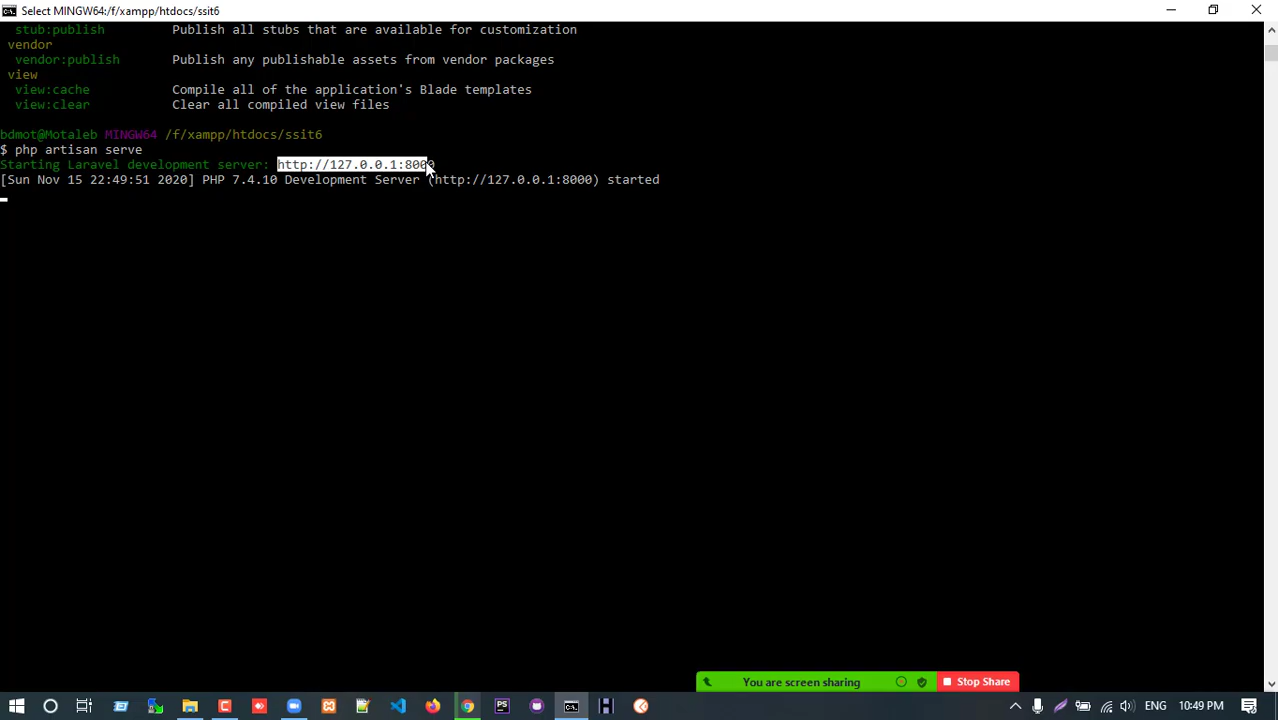 Select MINGW64:/f/xampp/htdocs/ssit6
stub:publish Publish all stubs that are available for customization
vendor
vendor:publish Publish any publishable assets from vendor packages
view
view:cache Compile all of the application's Blade templates
view:clear Clear all compiled view files
bdmot@Motaleb MINGW64 /f/xampp/htdocs/ssit6
$ php artisan serve
Starting Laravel development server: http://127.0.0.1:8000
[Sun Nov 15 22:49:51 2020] PHP 7.4.10 Development Server (http://127.0.0.1:8000) started
You are screen sharing Stop Share
PS
ENG 10:49 PM